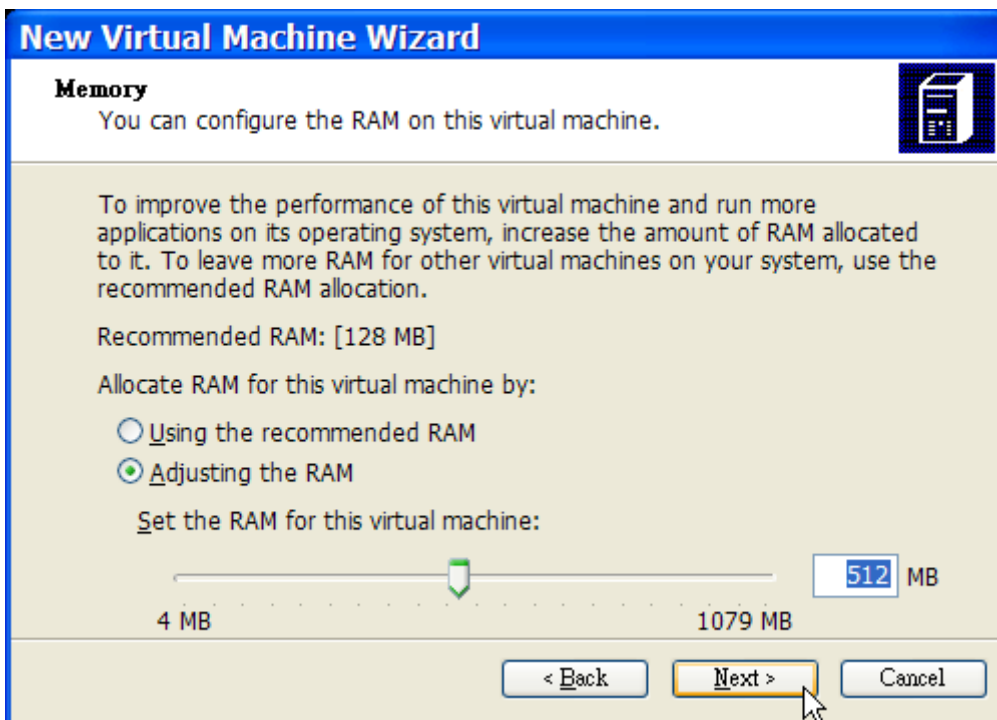 New Virtual Machine Wizard
Memory
You can configure the RAM on this virtual machine.
To improve the performance of this virtual machine and run more
applications on its operating system, increase the amount of RAM allocated
to it. To leave more RAM for other virtual machines on your system, use the
recommended RAM allocation.
Recommended RAM: [128 MB]
Allocate RAM for this virtual machine by:
Using the recommended RAM
Adjusting the RAM
Set the RAM for this virtual machine:
512 MB
4 MB 1079 MB
< Back Next > Cancel